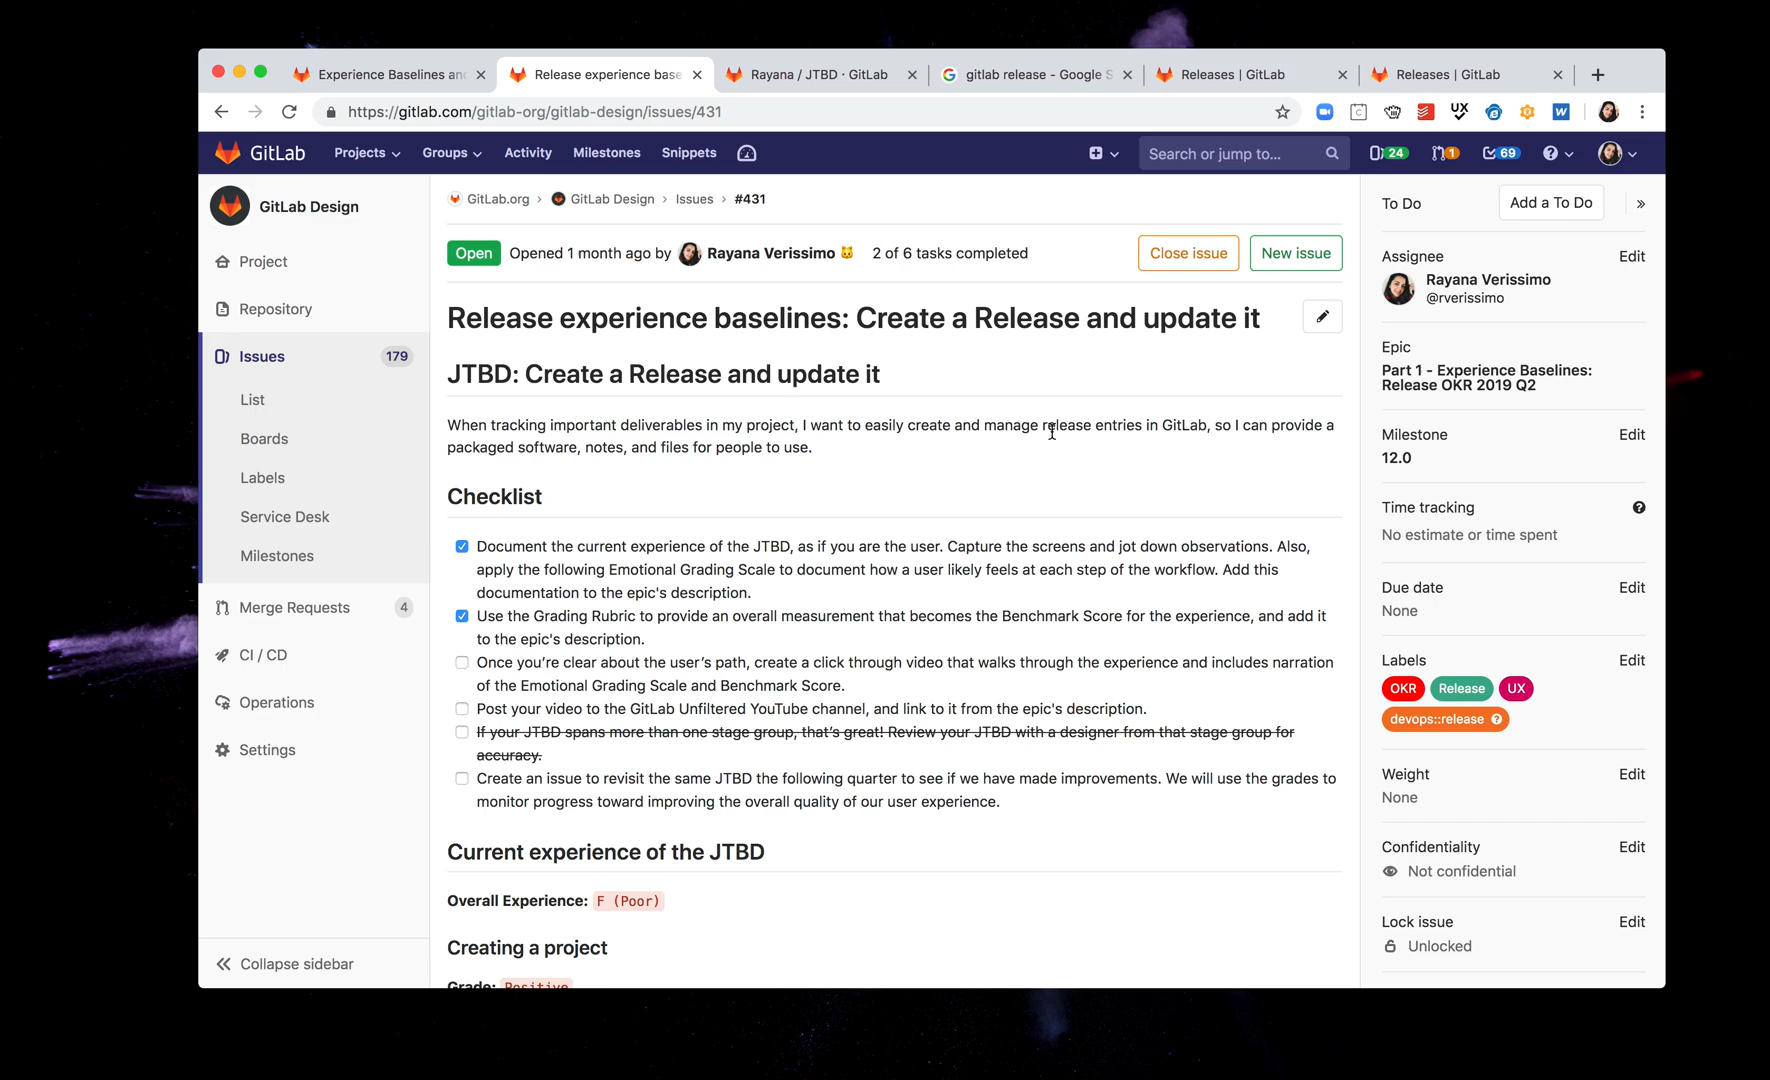 Experience Baselines an
Release experience base
Rayana / JTBD · GitLab
gitlab release - Google S
Releases | GitLab
Releases | GitLab
https://gitlab.com/gitlab-org/gitlab-design/issues/431
UX
W
GitLab
Projects
Groups
Activity
Milestones
Snippets
Search or jump to...
24
1
69
GitLab Design
Project
Repository
Issues 179
List
Boards
Labels
Service Desk
Milestones
Merge Requests 4
CI / CD
Operations
Settings
Collapse sidebar
GitLab.org › GitLab Design › Issues › #431
Open Opened 1 month ago by Rayana Verissimo 2 of 6 tasks completed
Close issue
New issue
Release experience baselines: Create a Release and update it
JTBD: Create a Release and update it
When tracking important deliverables in my project, I want to easily create and manage release entries in GitLab, so I can provide a
packaged software, notes, and files for people to use.
Checklist
Document the current experience of the JTBD, as if you are the user. Capture the screens and jot down observations. Also,
apply the following Emotional Grading Scale to document how a user likely feels at each step of the workflow. Add this
documentation to the epic's description.
Use the Grading Rubric to provide an overall measurement that becomes the Benchmark Score for the experience, and add it
to the epic's description.
Once you're clear about the user's path, create a click through video that walks through the experience and includes narration
of the Emotional Grading Scale and Benchmark Score.
Post your video to the GitLab Unfiltered YouTube channel, and link to it from the epic's description.
If your JTBD spans more than one stage group, that's great! Review your JTBD with a designer from that stage group for
accuracy.
Create an issue to revisit the same JTBD the following quarter to see if we have made improvements. We will use the grades to
monitor progress toward improving the overall quality of our user experience.
Current experience of the JTBD
Overall Experience: F (Poor)
Creating a project
Grade: Positive
To Do
Add a To Do
»
Assignee Edit
Rayana Verissimo
@rverissimo
Epic
Part 1 - Experience Baselines:
Release OKR 2019 Q2
Milestone Edit
12.0
Time tracking
No estimate or time spent
Due date Edit
None
Labels Edit
OKR Release UX
devops::release
Weight Edit
None
Confidentiality Edit
Not confidential
Lock issue Edit
Unlocked